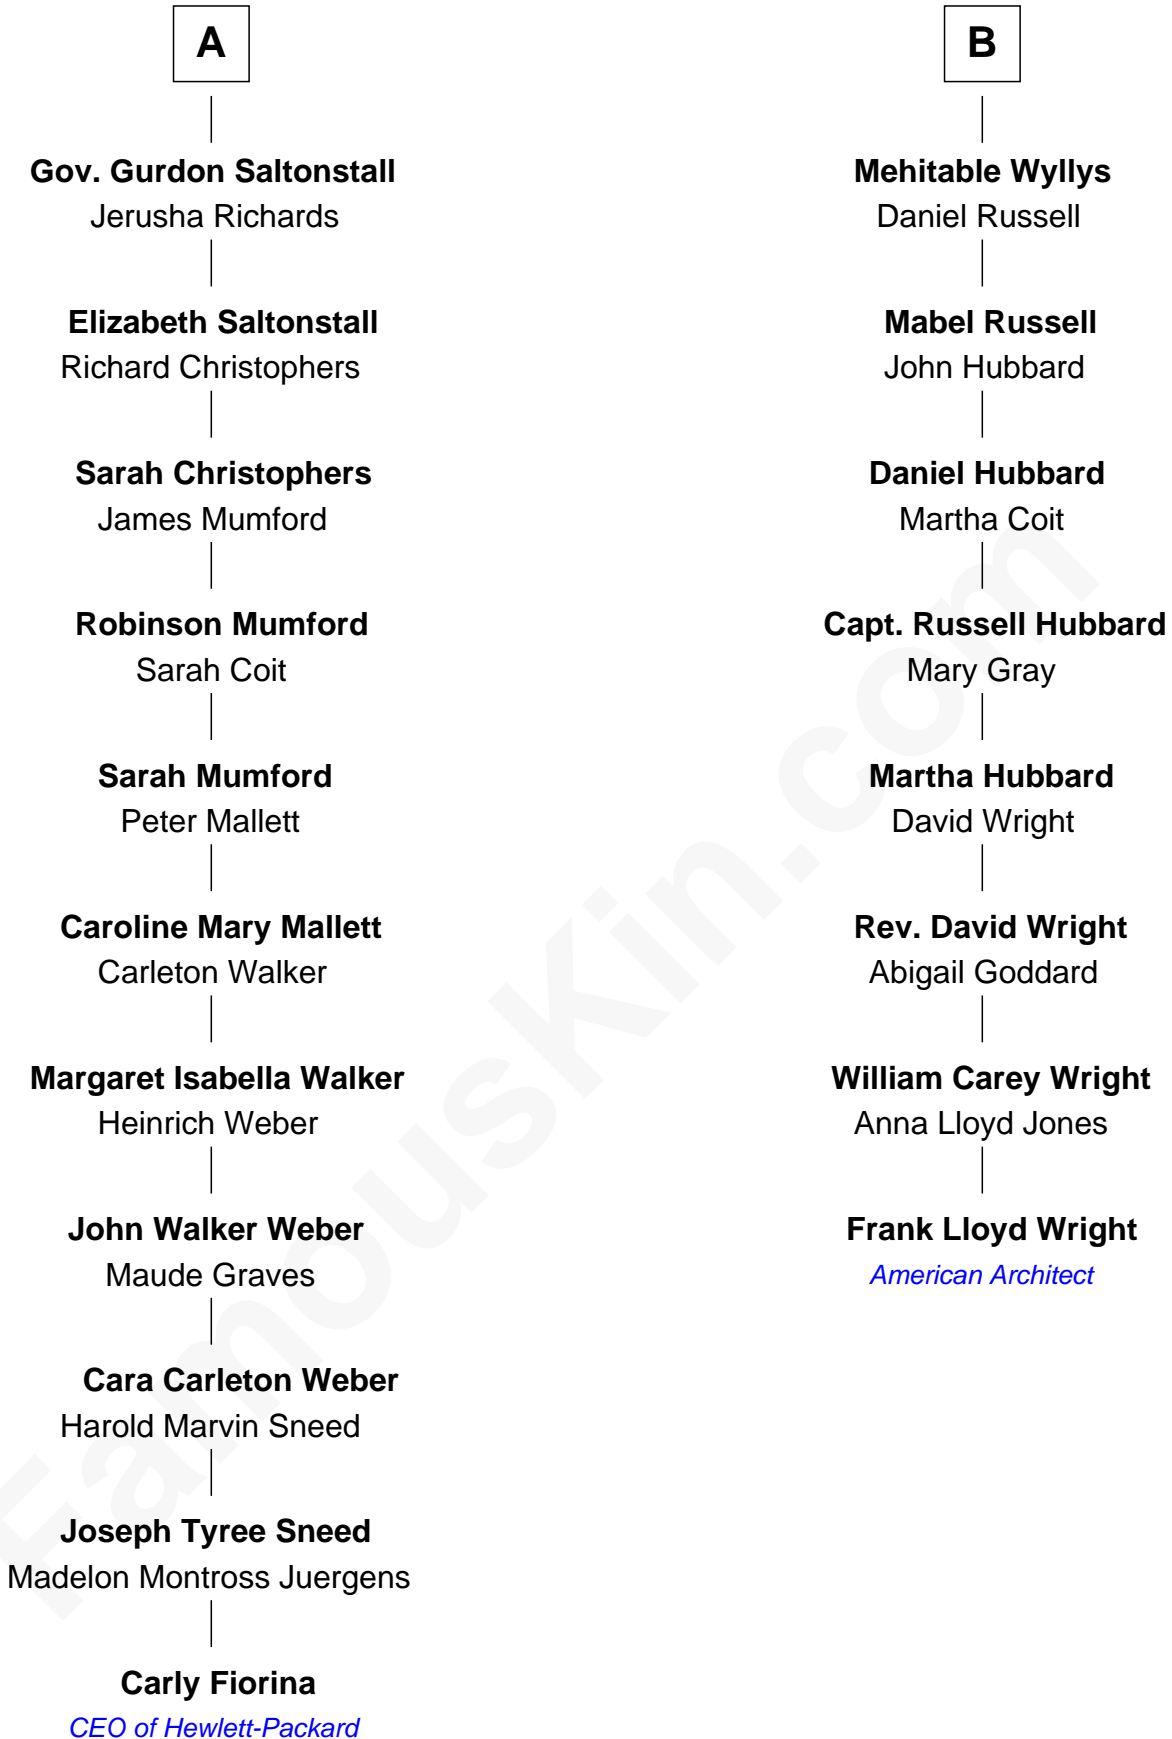 A
Gov. Gurdon Saltonstall
Jerusha Richards
Elizabeth Saltonstall
Richard Christophers
Sarah Christophers
James Mumford
Robinson Mumford
Sarah Coit
Sarah Mumford
Peter Mallett
Caroline Mary Mallett
Carleton Walker
Margaret Isabella Walker
Heinrich Weber
John Walker Weber
Maude Graves
Cara Carleton Weber
Harold Marvin Sneed
Joseph Tyree Sneed
Madelon Montross Juergens
Carly Fiorina
CEO of Hewlett-Packard
B
Mehitable Wyllys
Daniel Russell
Mabel Russell
John Hubbard
Daniel Hubbard
Martha Coit
Capt. Russell Hubbard
Mary Gray
Martha Hubbard
David Wright
Rev. David Wright
Abigail Goddard
William Carey Wright
Anna Lloyd Jones
Frank Lloyd Wright
American Architect
FamousKin.com